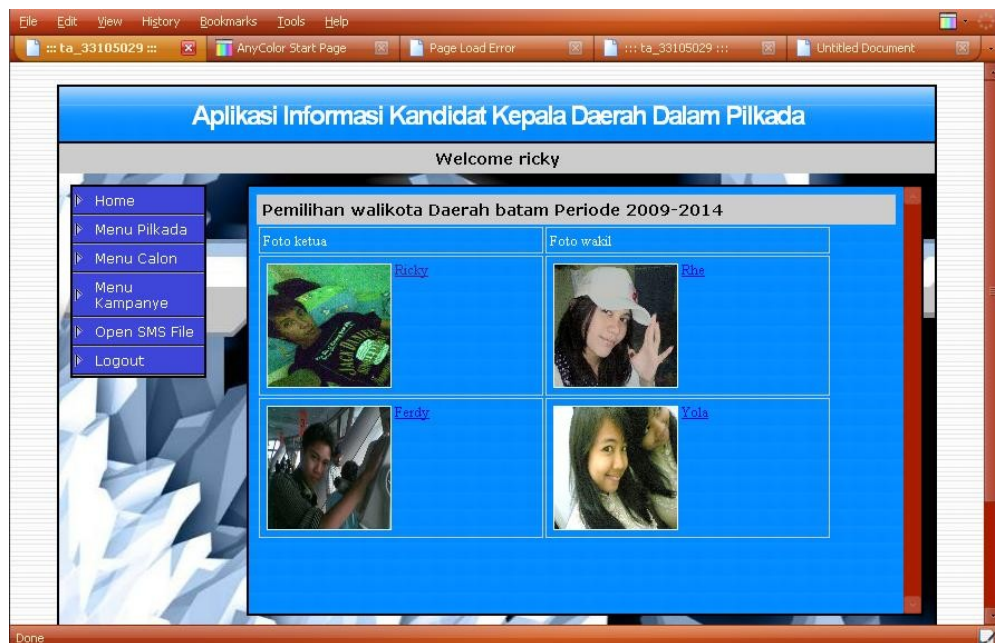 File Edit View History Bookmarks Tools Help
::: ta_33105029 ::: AnyColor Start Page Page Load Error ::: ta_33105029 ::: Untitled Document
Aplikasi Informasi Kandidat Kepala Daerah Dalam Pilkada
Welcome ricky
Home
Menu Pilkada
Menu Calon
Menu
Kampanye
Open SMS File
Logout
Pemilihan walikota Daerah batam Periode 2009-2014
Foto ketua Foto wakil
Ricky Rhe
JACK DANIELS
Ferdy Yola
Done